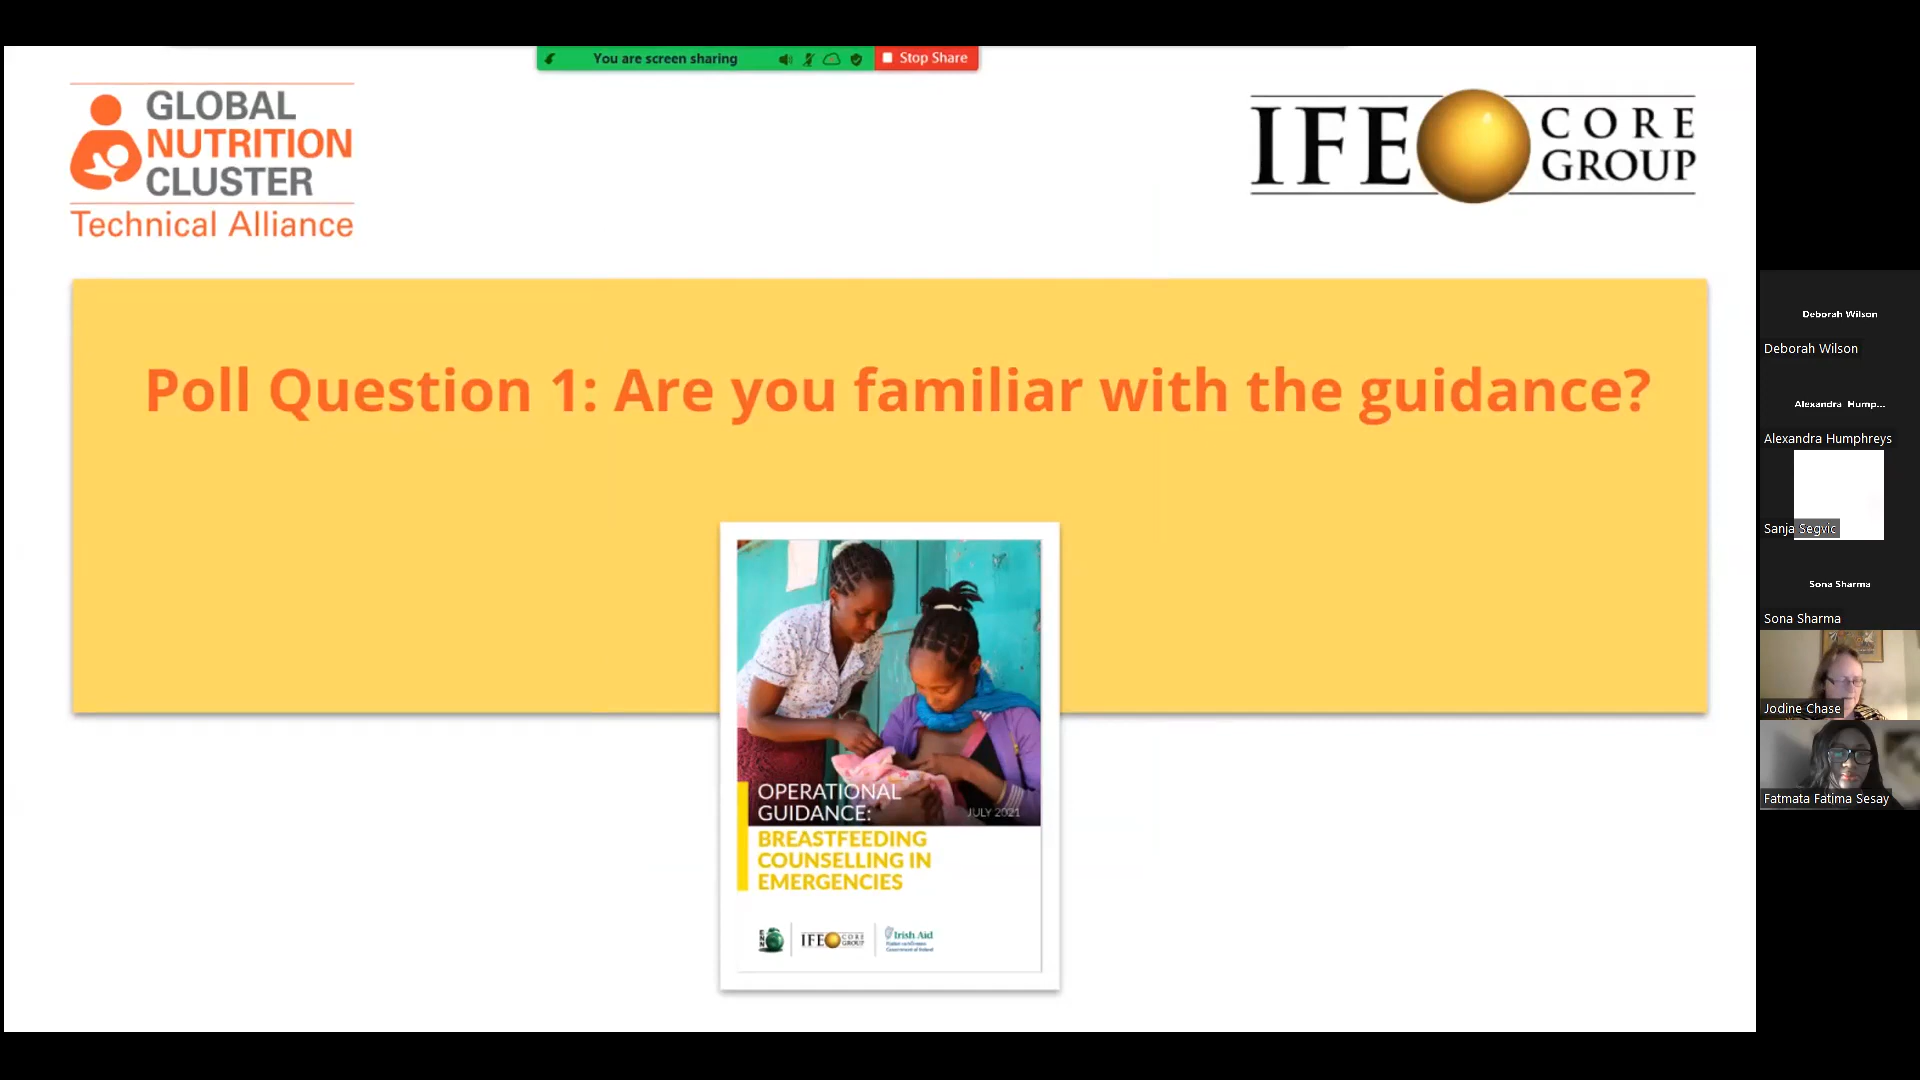 You are screen sharing
Stop Share
GLOBAL
NUTRITION
CLUSTER
Technical Alliance
IFE CORE GROUP
Poll Question 1: Are you familiar with the guidance?
OPERATIONAL
GUIDANCE:
JULY 2021
BREASTFEEDING
COUNSELLING IN
EMERGENCIES
IFE CORE GROUP
Irish Aid
Deborah Wilson
Deborah Wilson
Alexandra Hump...
Alexandra Humphreys
Sanja Segvic
Sona Sharma
Sona Sharma
Jodine Chase
Fatmata Fatima Sesay